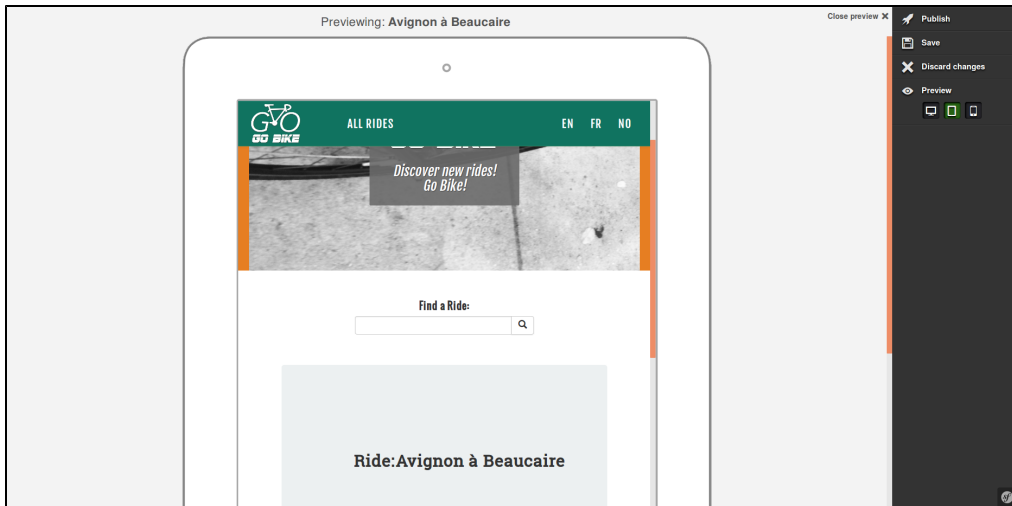 Previewing: Avignon à Beaucaire
Close preview
Publish
Save
Discard changes
Preview
GO BIKE
ALL RIDES
EN FR NO
Discover new rides!
Go Bike!
Find a Ride:
Ride:Avignon à Beaucaire